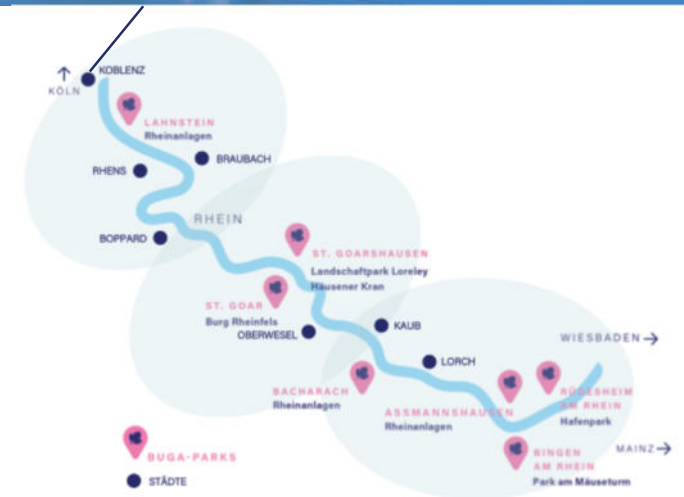 KOBLENZ
KÖLN
LAHNSTEIN
Rheinanlagen
BRAUBACH
RHENS
RHEIN
BOPPARD
ST. GOARSHAUSEN
Landschaftpark Loreley
Häusener Kran
ST. GOAR
Burg Rheinfels
OBERWESEL
KAUB
WIESBADEN
LORCH
BACHARACH
Rheinanlagen
ASSMANNSHAUSEN
Rheinanlagen
RÜDESHEIM
AM RHEIN
Hafenpark
BINGEN
AM RHEIN
Park am Mäuseturm
MAINZ
BUGA-PARKS
STÄDTE